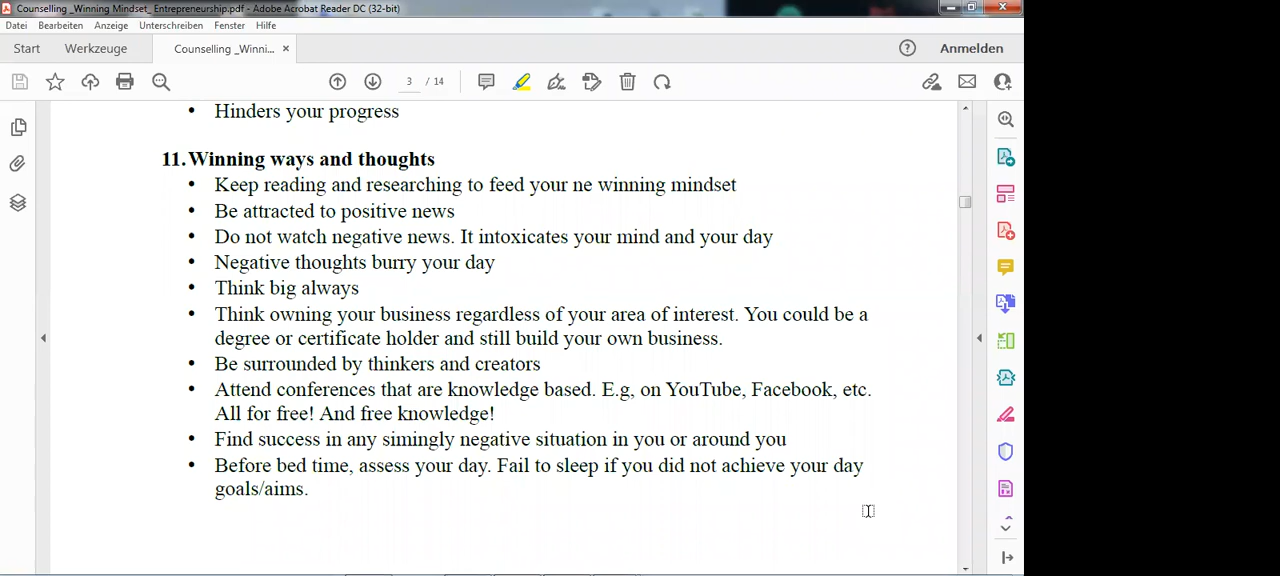 Counselling _Winning Mindset_ Entrepreneurship.pdf - Adobe Acrobat Reader DC (32-bit)
Datei Bearbeiten Anzeige Unterschreiben Fenster Hilfe
Start Werkzeuge Counselling _Winni... × ? Anmelden
3 / 14
• Hinders your progress
11. Winning ways and thoughts
• Keep reading and researching to feed your ne winning mindset
• Be attracted to positive news
• Do not watch negative news. It intoxicates your mind and your day
• Negative thoughts burry your day
• Think big always
• Think owning your business regardless of your area of interest. You could be a
degree or certificate holder and still build your own business.
• Be surrounded by thinkers and creators
• Attend conferences that are knowledge based. E.g, on YouTube, Facebook, etc.
All for free! And free knowledge!
• Find success in any simingly negative situation in you or around you
• Before bed time, assess your day. Fail to sleep if you did not achieve your day
goals/aims.